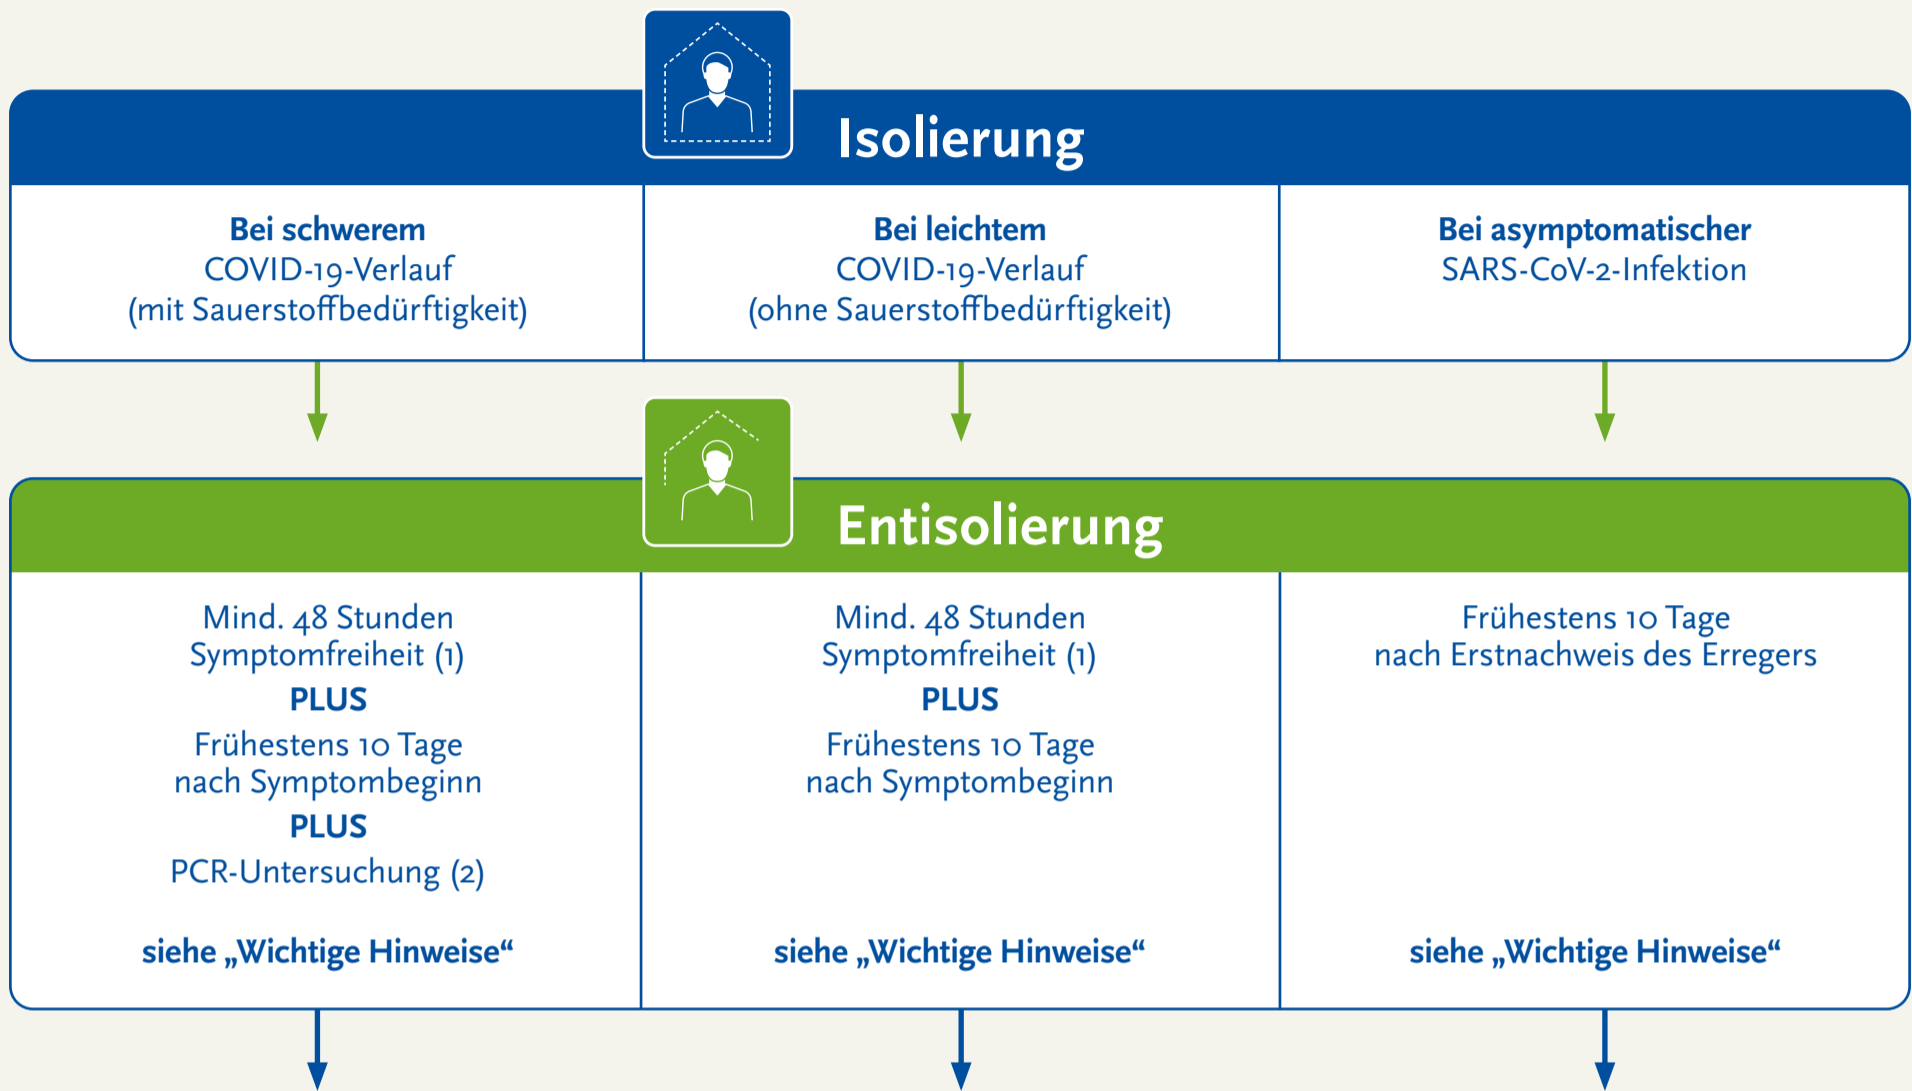 Isolierung
Bei schwerem
COVID-19-Verlauf
(mit Sauerstoffbedürftigkeit)
Bei leichtem
COVID-19-Verlauf
(ohne Sauerstoffbedürftigkeit)
Bei asymptomatischer
SARS-CoV-2-Infektion
Entisolierung
Mind. 48 Stunden
Symptomfreiheit (1)
PLUS
Frühestens 10 Tage
nach Symptombeginn
PLUS
PCR-Untersuchung (2)
siehe „Wichtige Hinweise“
Mind. 48 Stunden
Symptomfreiheit (1)
PLUS
Frühestens 10 Tage
nach Symptombeginn
siehe „Wichtige Hinweise“
Frühestens 10 Tage
nach Erstnachweis des Erregers
siehe „Wichtige Hinweise“